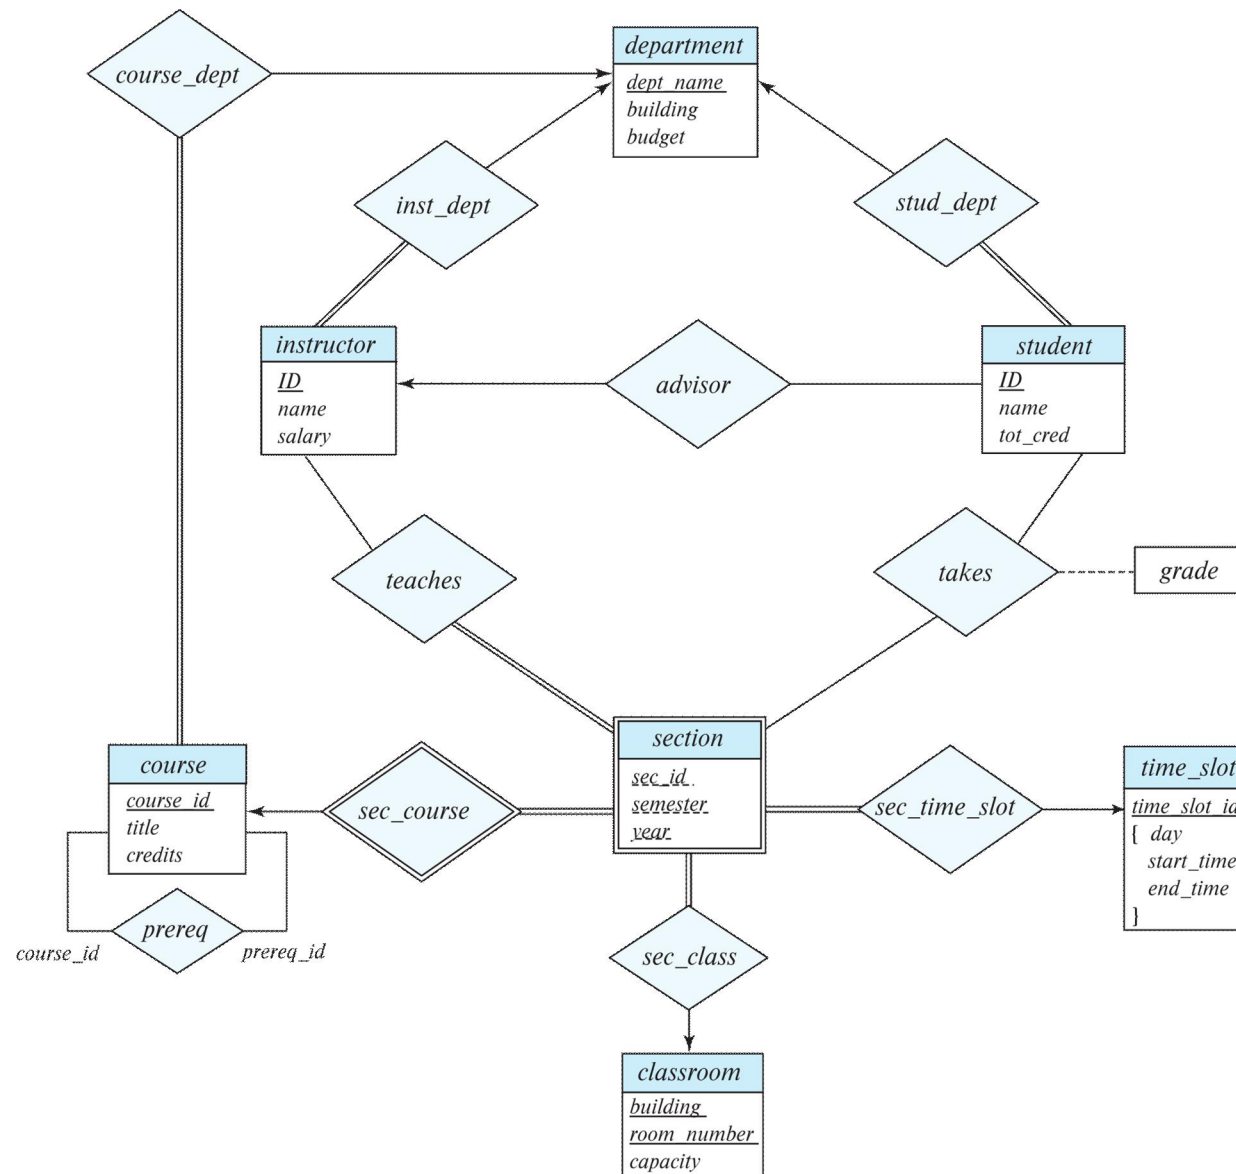 department
course_dept
dept_name
building
budget
inst_dept
stud_dept
instructor
ID
name
salary
advisor
student
ID
name
tot_cred
teaches
takes
grade
course
course_id
title
credits
sec_course
section
sec_id
semester
year
sec_time_slot
time_slot
time_slot_id
{ day
start_time
end_time
}
prereq
course_id
prereq_id
sec_class
classroom
building
room_number
capacity